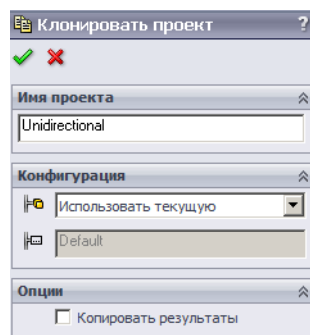 Клонировать проект ?
Имя проекта
Unidirectional
Конфигурация
Использовать текущую
Default
Опции
Копировать результаты